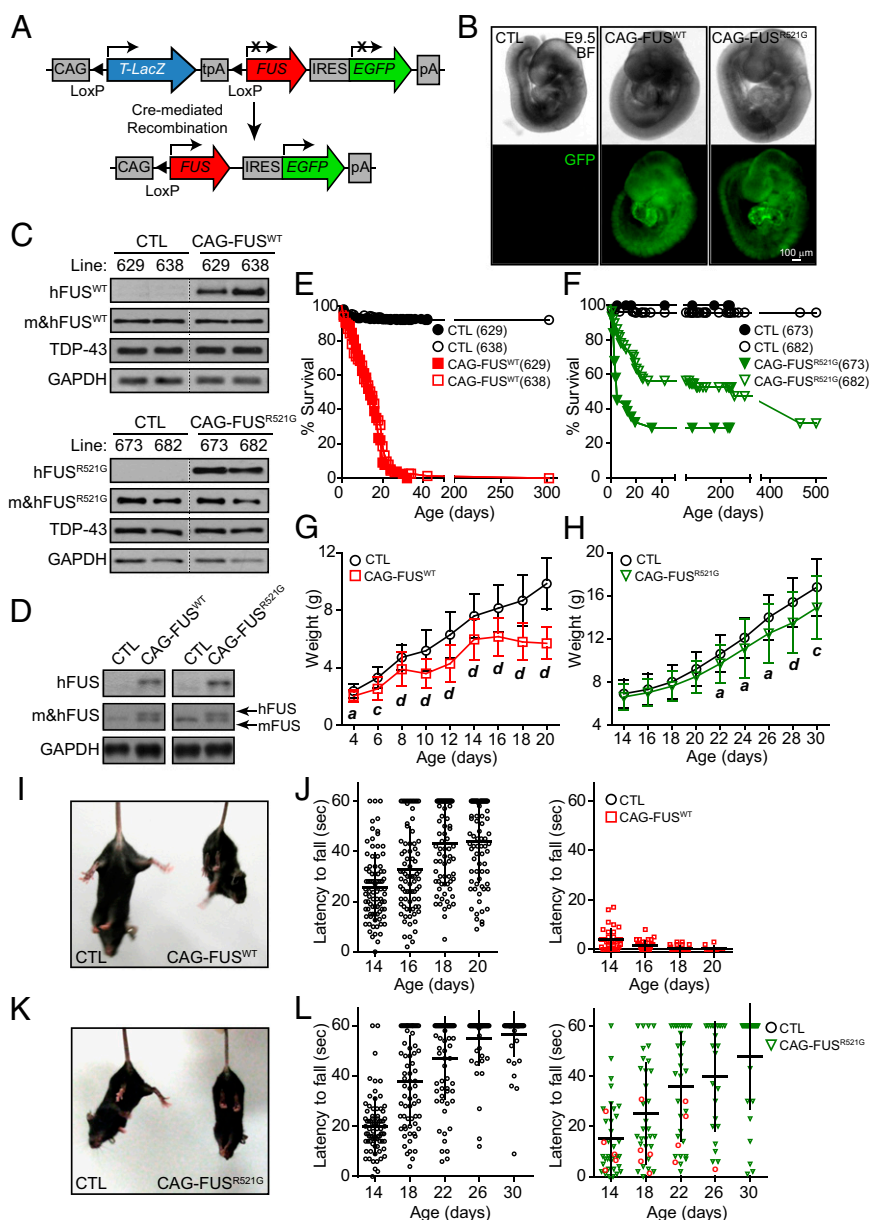 A
CAG
T-LacZ
tpA
FUS
IRES
EGFP
pA
x
x
LoxP
LoxP
Cre-mediated
Recombination
CAG
FUS
IRES
EGFP
pA
LoxP
B
CTL
E9.5
BF
CAG-FUSWT
CAG-FUSR521G
GFP
100 µm
C
CTL
CAG-FUSWT
Line: 629 638 629 638
hFUSWT
m&hFUSWT
TDP-43
GAPDH
CTL
CAG-FUSR521G
Line: 673 682 673 682
hFUSR521G
m&hFUSR521G
TDP-43
GAPDH
D
CTL
CAG-FUSWT
CTL
CAG-FUSR521G
hFUS
m&hFUS
hFUS
mFUS
GAPDH
E
% Survival
100
80
60
40
20
0
CTL (629)
CTL (638)
CAG-FUSWT(629)
CAG-FUSWT(638)
0 20 40 200 300
Age (days)
F
% Survival
100
80
60
40
20
0
CTL (673)
CTL (682)
CAG-FUSR521G(673)
CAG-FUSR521G(682)
0 20 40 200 400 500
Age (days)
G
Weight (g)
12
8
4
0
CTL
CAG-FUSWT
a c d d d d d d d
4 6 8 10 12 14 16 18 20
Age (days)
H
Weight (g)
20
16
12
8
4
CTL
CAG-FUSR521G
a a a d c
14 16 18 20 22 24 26 28 30
Age (days)
I
CTL
CAG-FUSWT
J
Latency to fall (sec)
60
40
20
0
14 16 18 20
Age (days)
Latency to fall (sec)
60
40
20
0
CTL
CAG-FUSWT
14 16 18 20
Age (days)
K
CTL
CAG-FUSR521G
L
Latency to fall (sec)
60
40
20
0
14 18 22 26 30
Age (days)
Latency to fall (sec)
60
40
20
0
CTL
CAG-FUSR521G
14 18 22 26 30
Age (days)